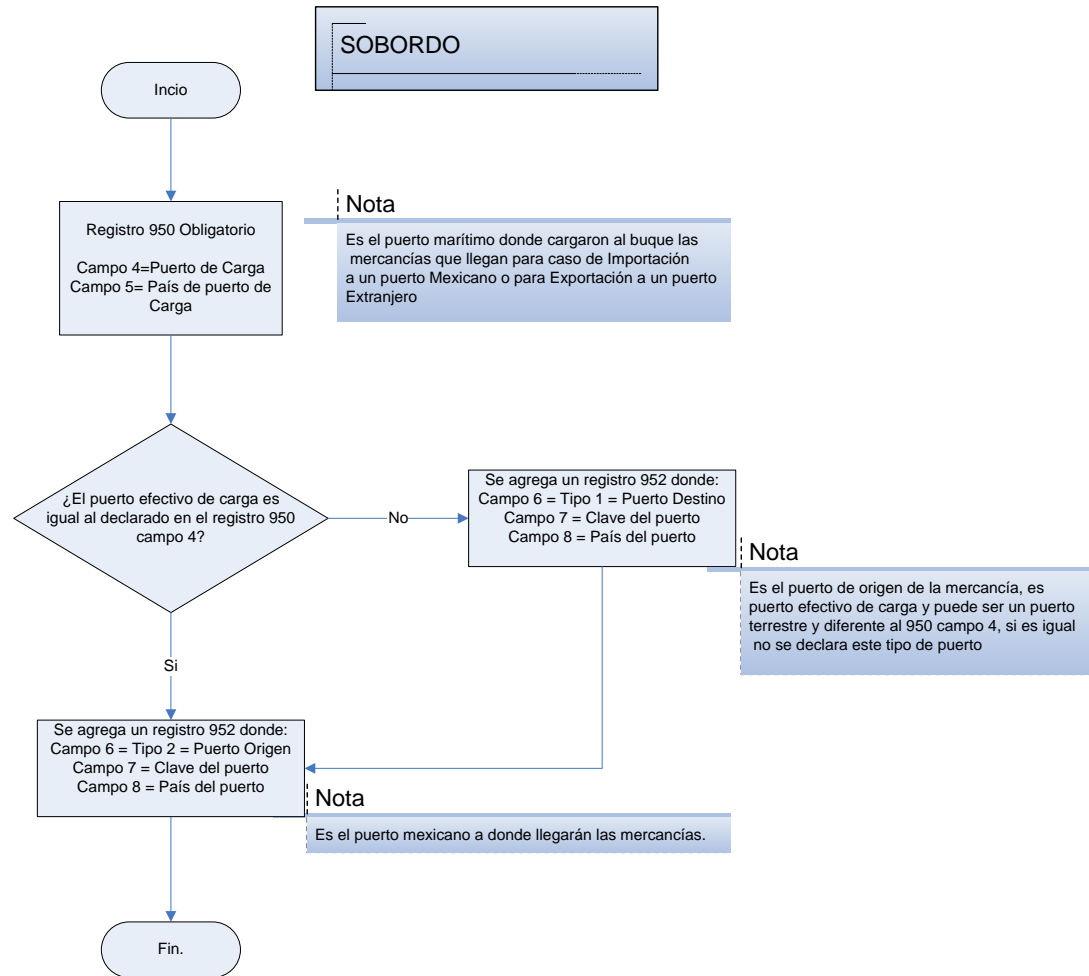 SOBORDO
Incio
Registro 950 Obligatorio
Campo 4=Puerto de Carga
Campo 5= País de puerto de
Carga
Nota
Es el puerto marítimo donde cargaron al buque las
mercancías que llegan para caso de Importación
a un puerto Mexicano o para Exportación a un puerto
Extranjero
¿El puerto efectivo de carga es
igual al declarado en el registro 950
campo 4?
No
Se agrega un registro 952 donde:
Campo 6 = Tipo 1 = Puerto Destino
Campo 7 = Clave del puerto
Campo 8 = País del puerto
Nota
Es el puerto de origen de la mercancía, es
puerto efectivo de carga y puede ser un puerto
terrestre y diferente al 950 campo 4, si es igual
no se declara este tipo de puerto
Si
Se agrega un registro 952 donde:
Campo 6 = Tipo 2 = Puerto Origen
Campo 7 = Clave del puerto
Campo 8 = País del puerto
Nota
Es el puerto mexicano a donde llegarán las mercancías.
Fin.